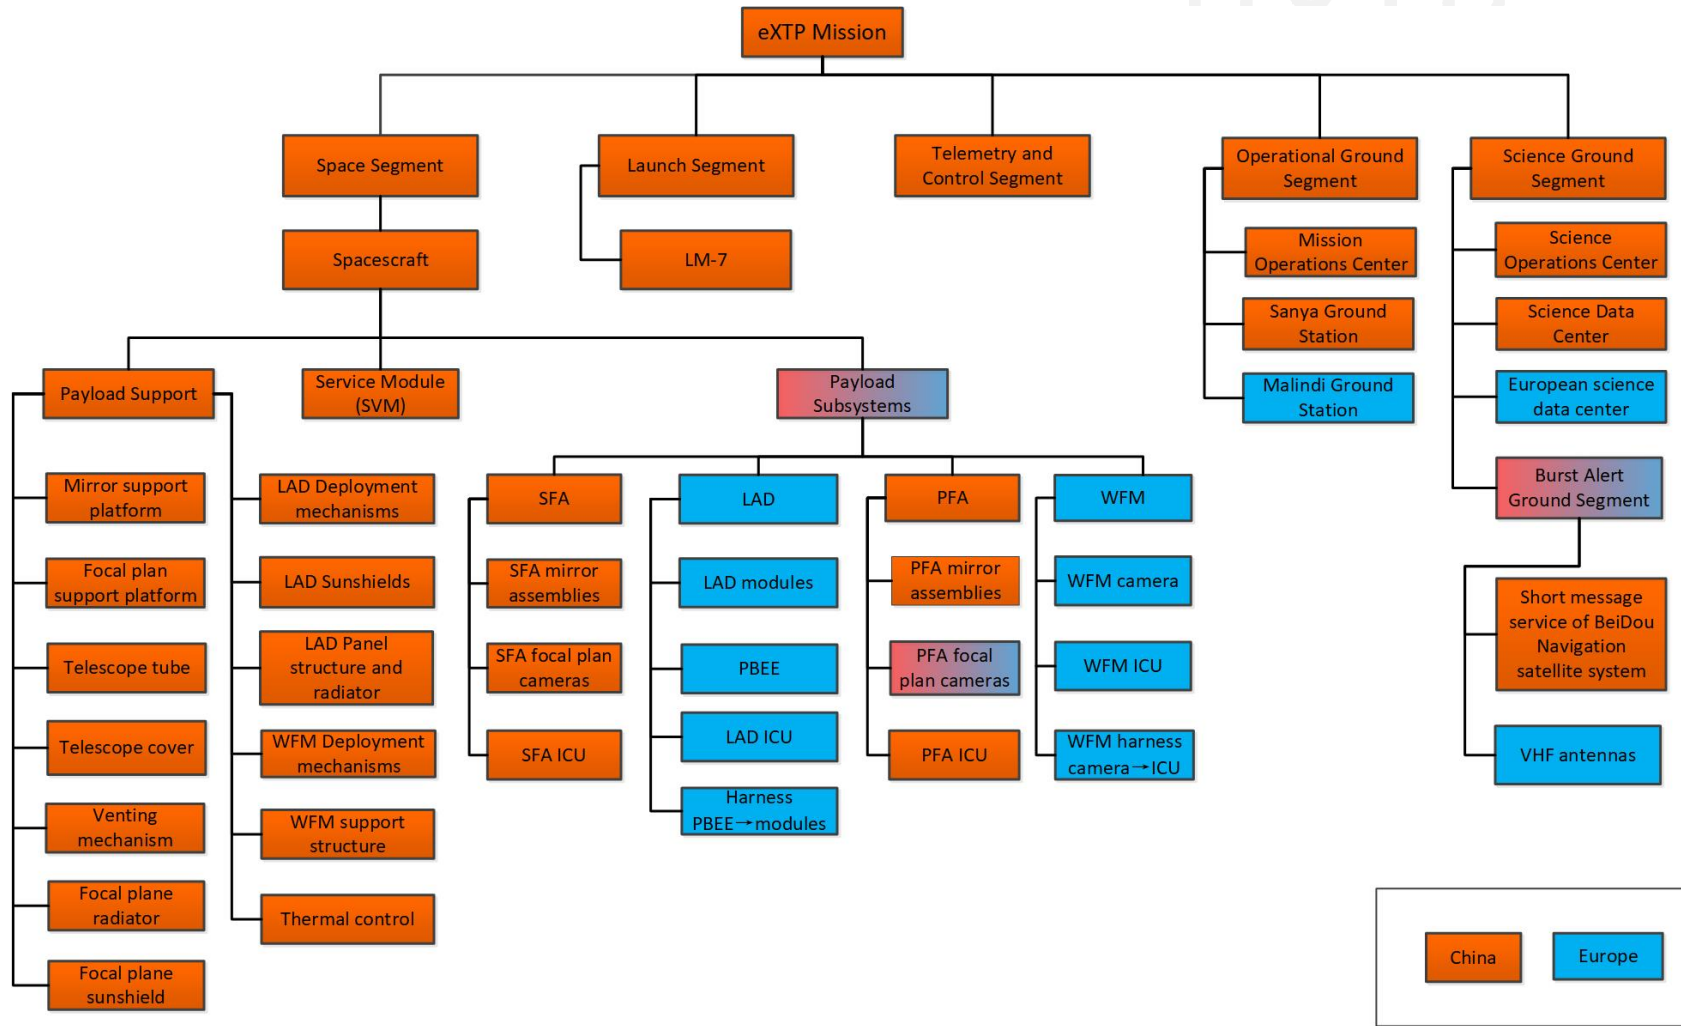 eXTP Mission
Space Segment
Launch Segment
Telemetry and
Control Segment
Operational Ground
Segment
Science Ground
Segment
Spacescraft
LM-7
Mission
Operations Center
Science
Operations Center
Sanya Ground
Station
Science Data
Center
Malindi Ground
Station
European science
data center
Burst Alert
Ground Segment
Short message
service of BeiDou
Navigation
satellite system
VHF antennas
Payload Support
Service Module
(SVM)
Payload
Subsystems
Mirror support
platform
Focal plan
support platform
Telescope tube
Telescope cover
Venting
mechanism
Focal plane
radiator
Focal plane
sunshield
LAD Deployment
mechanisms
LAD Sunshields
LAD Panel
structure and
radiator
WFM Deployment
mechanisms
WFM support
structure
Thermal control
SFA
SFA mirror
assemblies
SFA focal plan
cameras
SFA ICU
LAD
LAD modules
PBEE
LAD ICU
Harness
PBEE→modules
PFA
PFA mirror
assemblies
PFA focal
plan cameras
PFA ICU
WFM
WFM camera
WFM ICU
WFM harness
camera→ICU
China
Europe